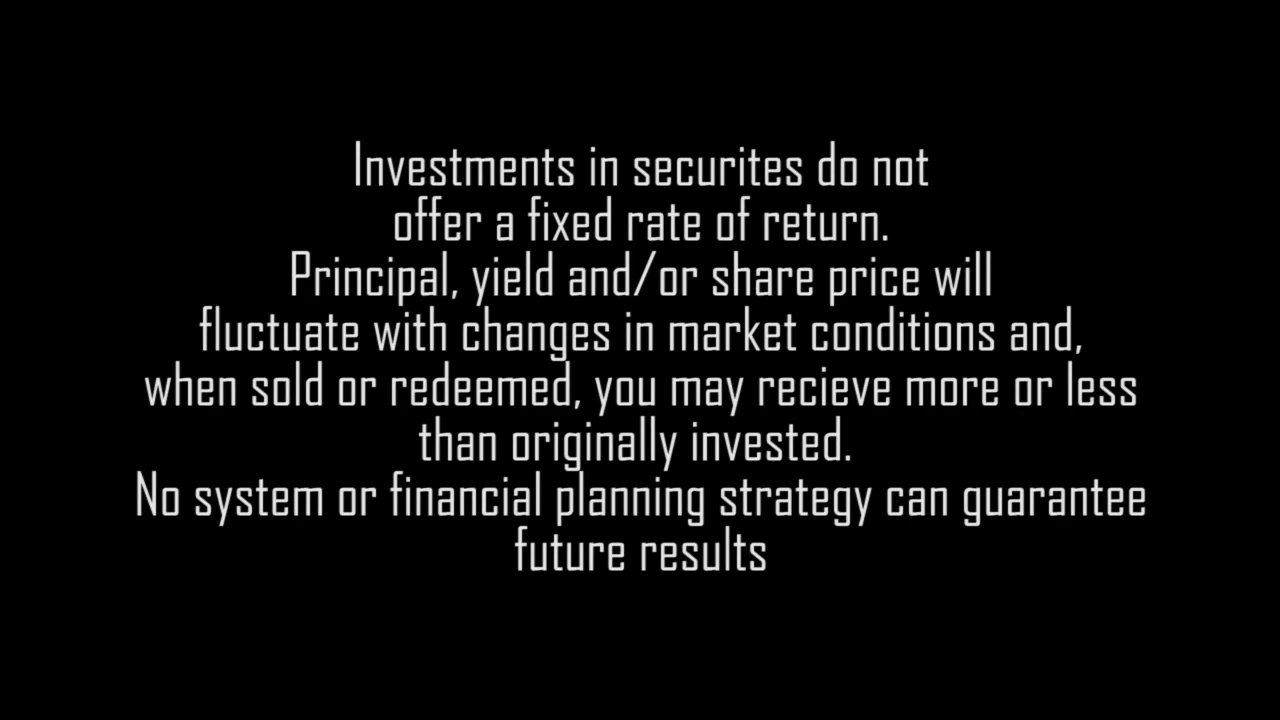 Investments in securites do not
offer a fixed rate of return.
Principal, yield and/or share price will
fluctuate with changes in market conditions and,
when sold or redeemed, you may recieve more or less
than originally invested.
No system or financial planning strategy can guarantee
future results